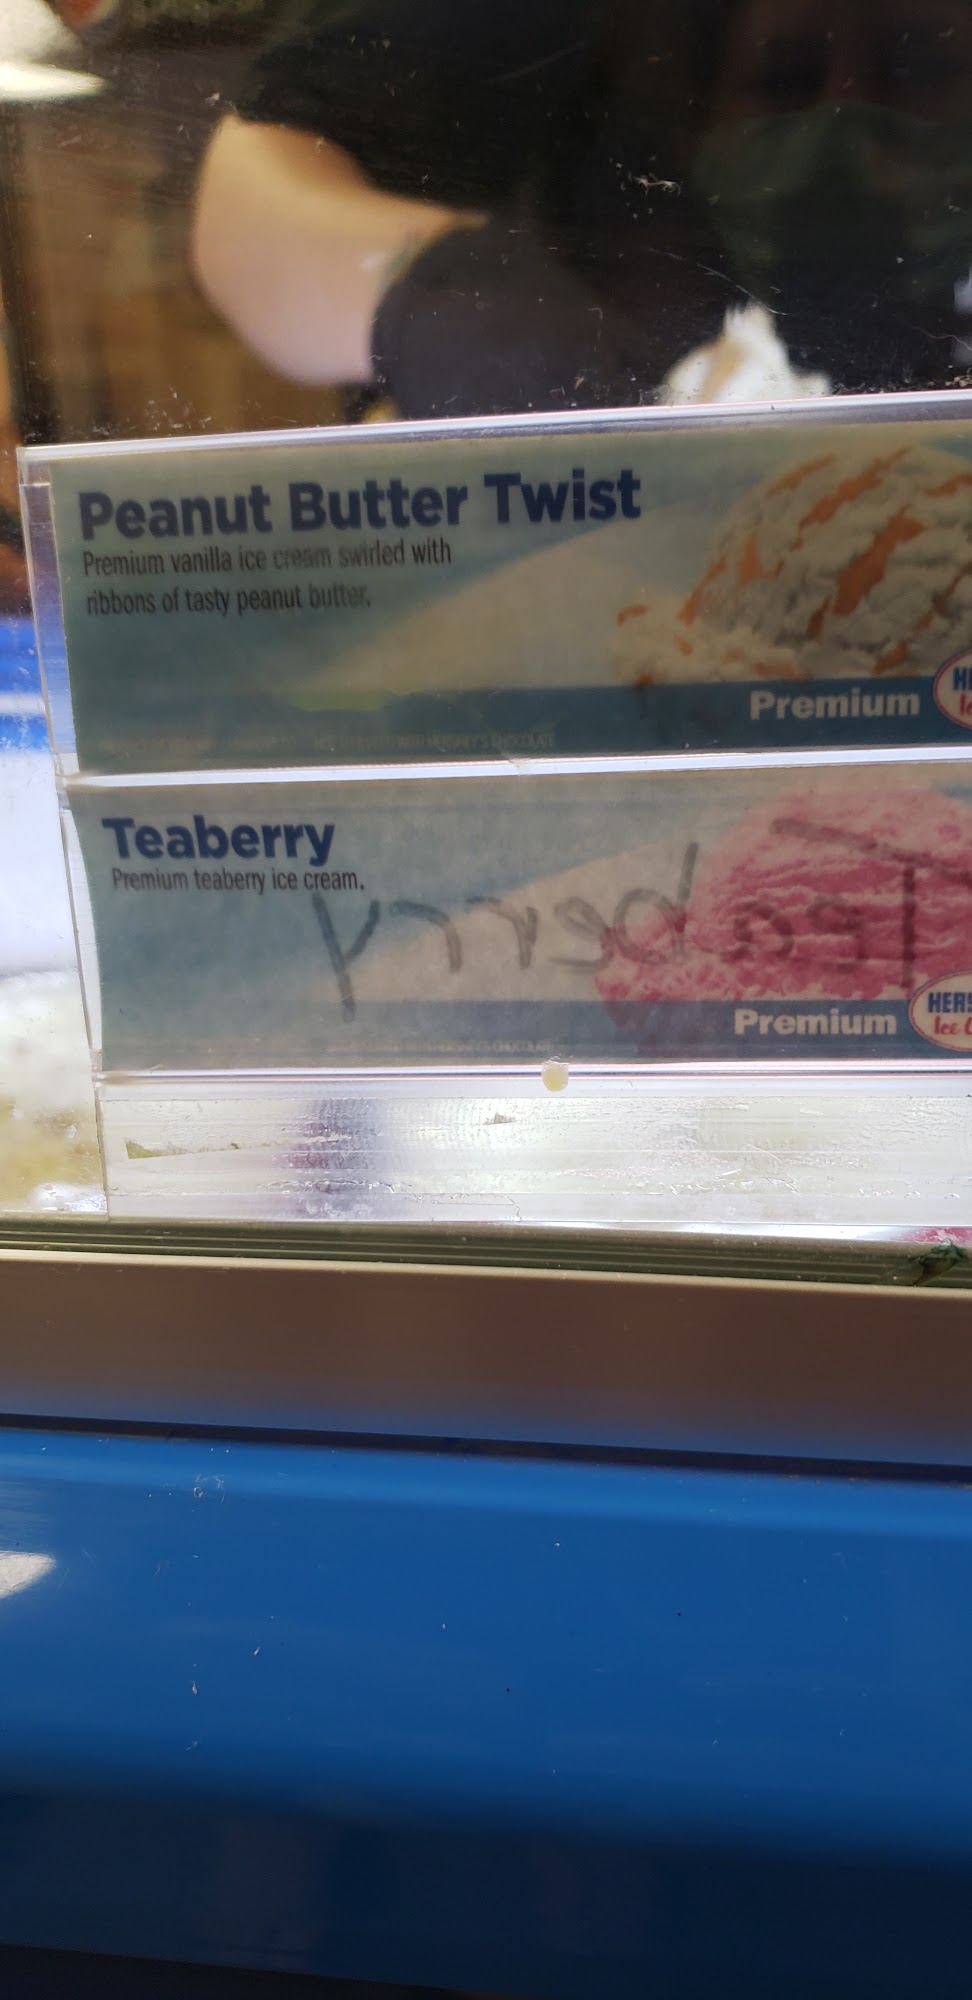 Peanut Butter Twist
Premium vanilla ice cream swirled with
ribbons of tasty peanut butter.
Premium
Teaberry
Premium teaberry ice cream.
Teaberry
Premium